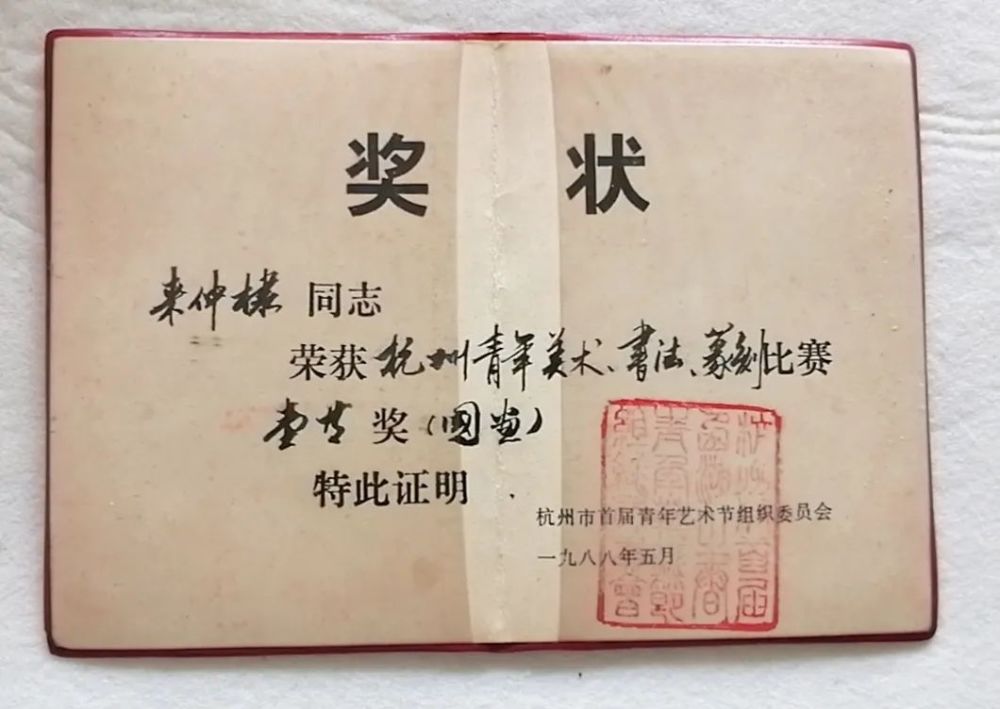 来仲棣 同志
荣获杭州青年美术、書法、篆刻比赛
壹等奖（國画）
奖状
特此证明
杭州市首届青年艺术节组织委员会
一九八八年五月